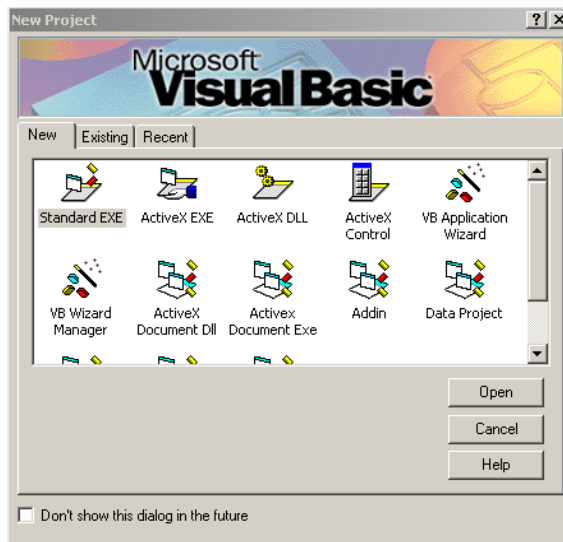 New Project
Microsoft
Visual Basic
New Existing Recent
Standard EXE ActiveX EXE ActiveX DLL ActiveX Control VB Application Wizard
VB Wizard Manager ActiveX Document Dll Activex Document Exe Addin Data Project
Open
Cancel
Help
Don't show this dialog in the future